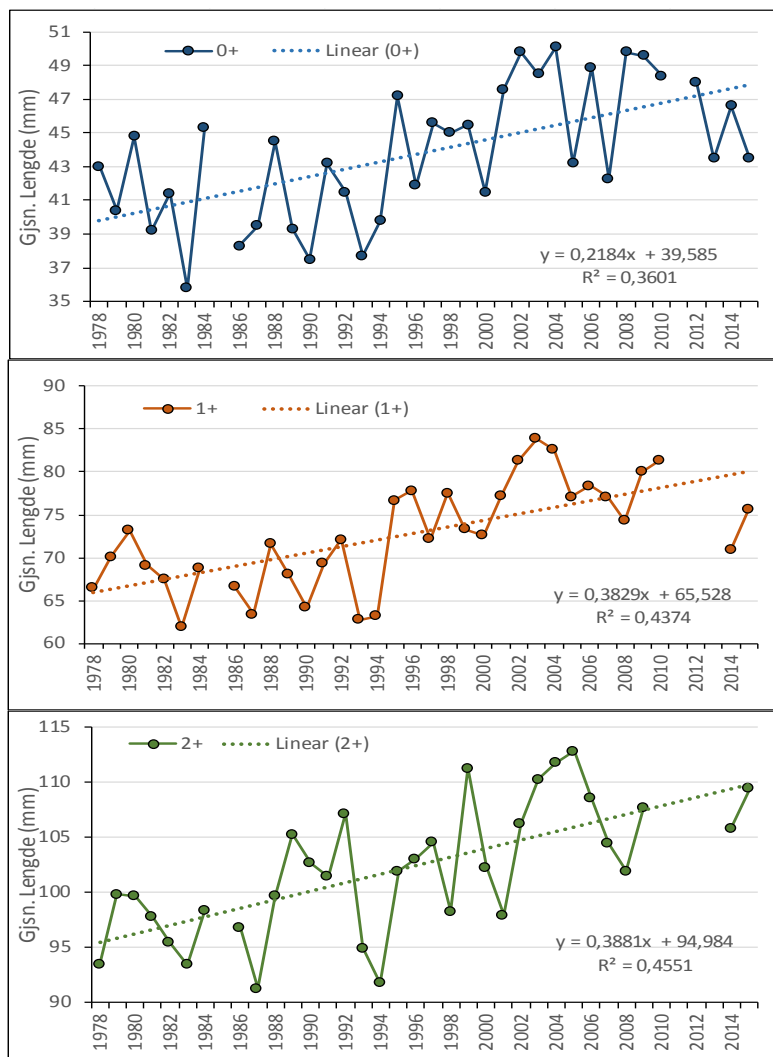 0+ Linear (0+)
Gjsn. Lengde (mm)
51
49
47
45
43
41
39
37
35
y = 0,2184x + 39,585
R² = 0,3601
1978 1980 1982 1984 1986 1988 1990 1992 1994 1996 1998 2000 2002 2004 2006 2008 2010 2012 2014
1+ Linear (1+)
Gjsn. Lengde (mm)
90
85
80
75
70
65
60
y = 0,3829x + 65,528
R² = 0,4374
1978 1980 1982 1984 1986 1988 1990 1992 1994 1996 1998 2000 2002 2004 2006 2008 2010 2012 2014
2+ Linear (2+)
Gjsn. Lengde (mm)
115
110
105
100
95
90
y = 0,3881x + 94,984
R² = 0,4551
1978 1980 1982 1984 1986 1988 1990 1992 1994 1996 1998 2000 2002 2004 2006 2008 2010 2012 2014